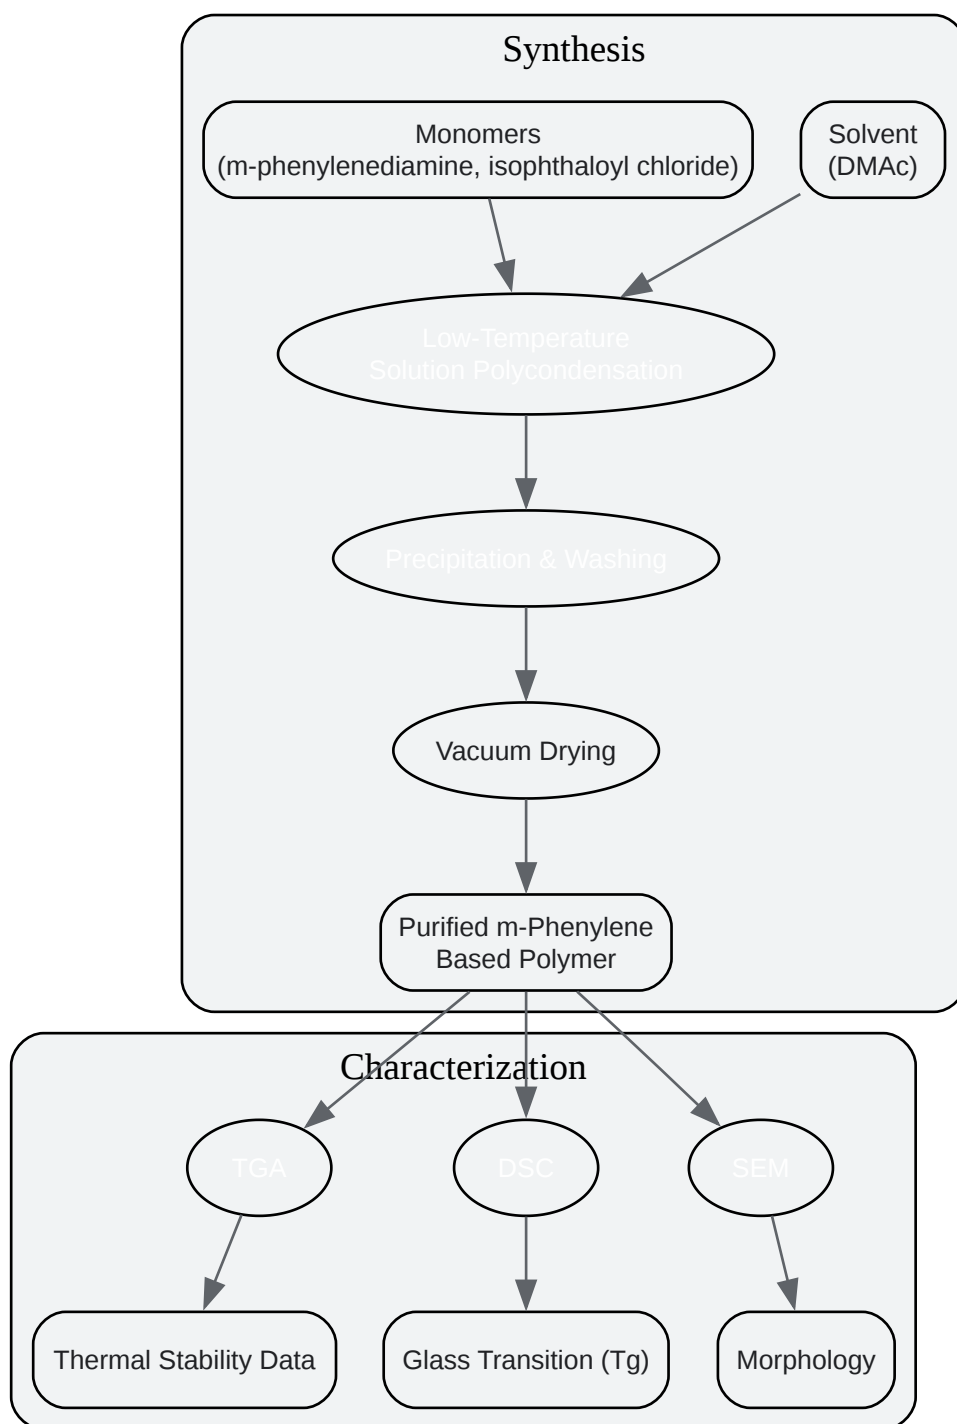 Synthesis
Monomers
(m-phenylenediamine, isophthaloyl chloride)
Solvent
(DMAc)
Low-Temperature
Solution Polycondensation
Precipitation & Washing
Vacuum Drying
Purified m-Phenylene
Based Polymer
Characterization
TGA
DSC
SEM
Thermal Stability Data
Glass Transition (Tg)
Morphology